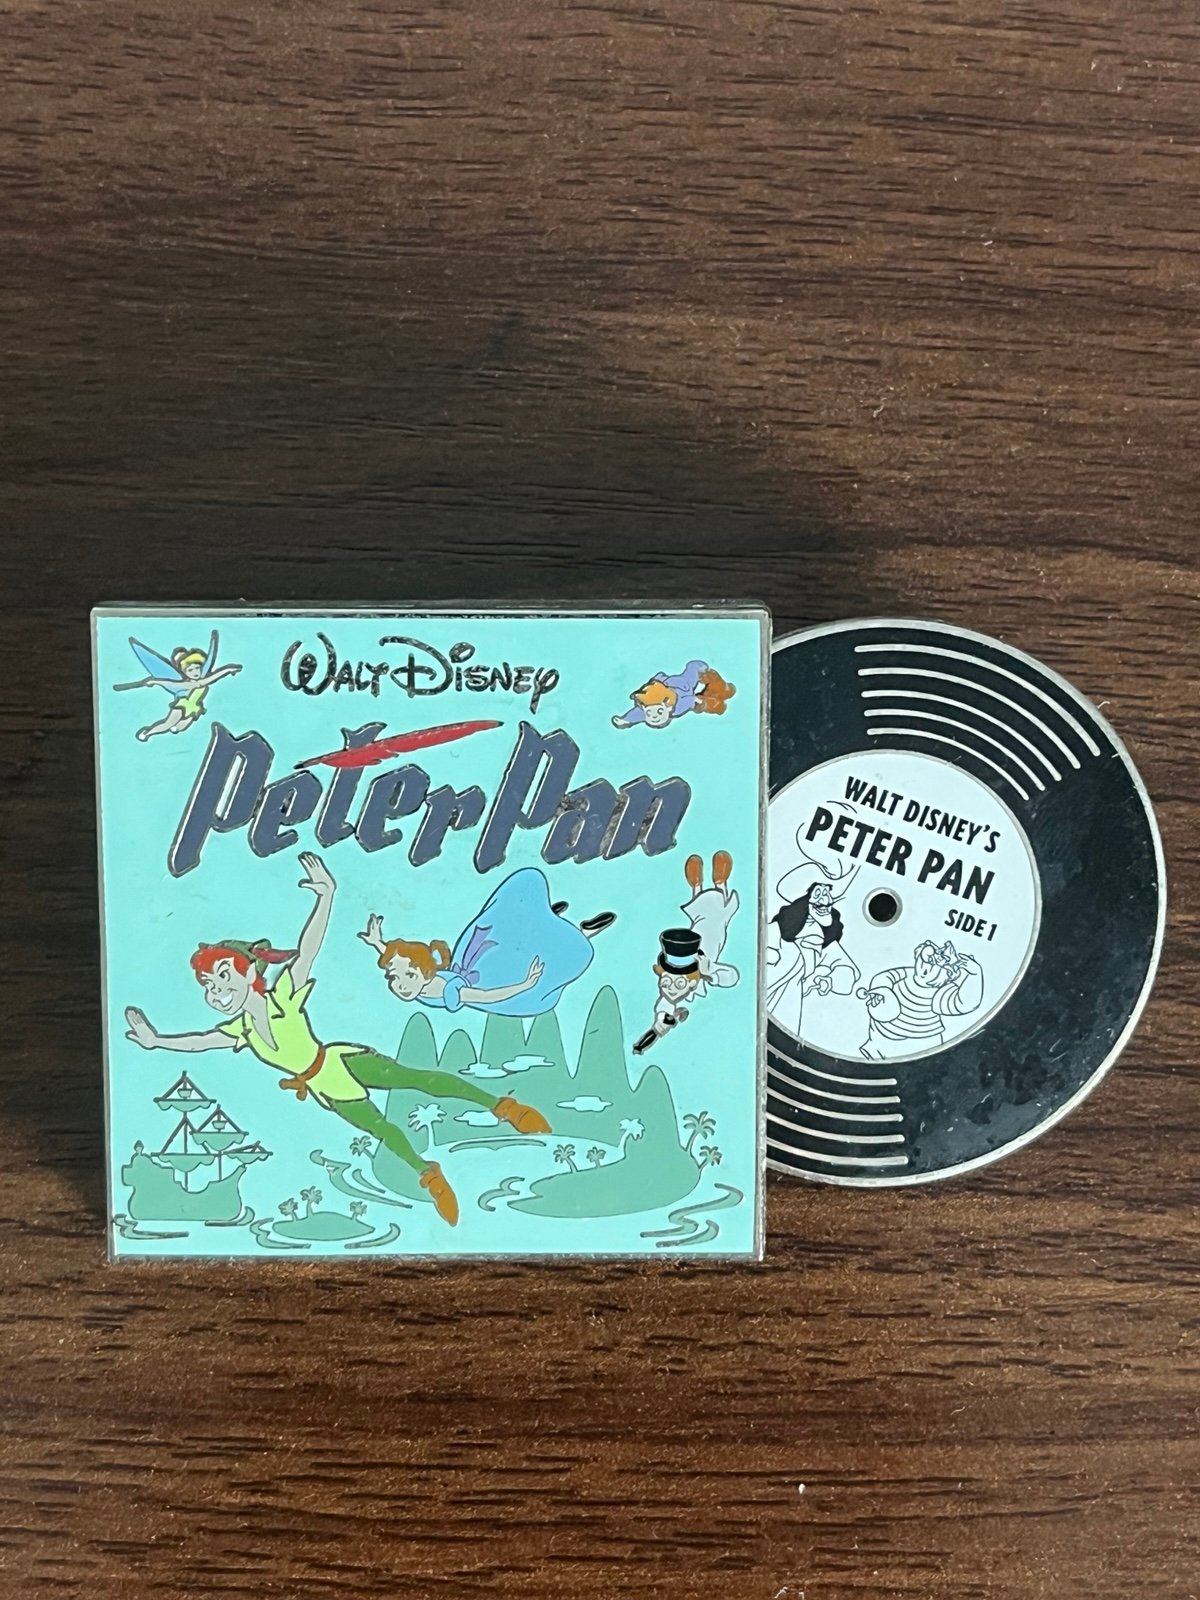 WALT DISNEY
Peter Pan
WALT DISNEY'S
PETER PAN
SIDE 1